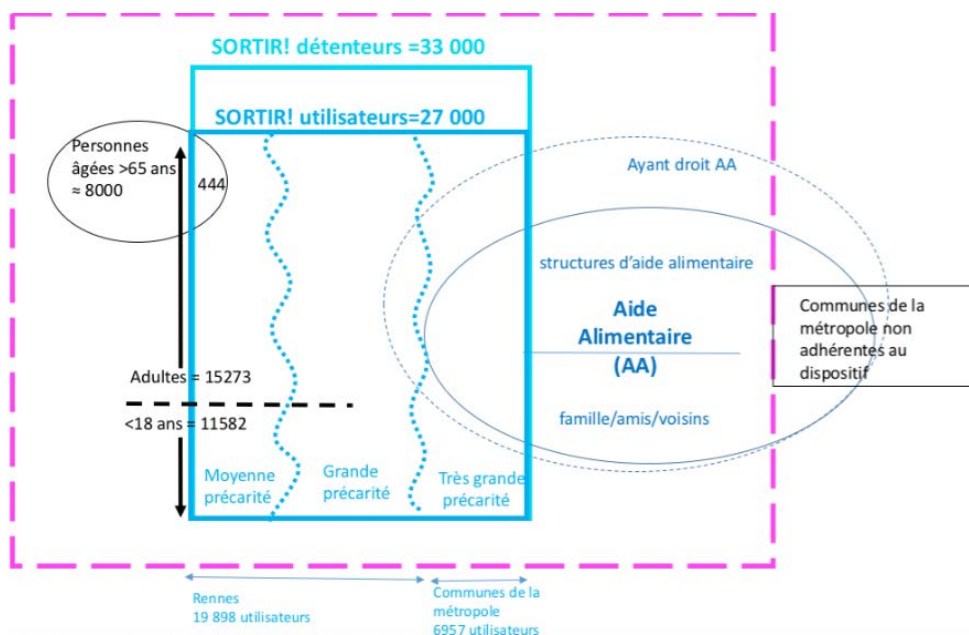 SORTIR! détenteurs =33 000
SORTIR! utilisateurs=27 000
Personnes
âgées >65 ans
≈ 8000
444
Ayant droit AA
structures d'aide alimentaire
Aide
Alimentaire
(AA)
famille/amis/voisins
Communes de la
métropole non
adhérentes au
dispositif
Adultes = 15273
<18 ans = 11582
Moyenne
précarité
Grande
précarité
Très grande
précarité
Rennes
19 898 utilisateurs
Communes de la
métropole
6957 utilisateurs